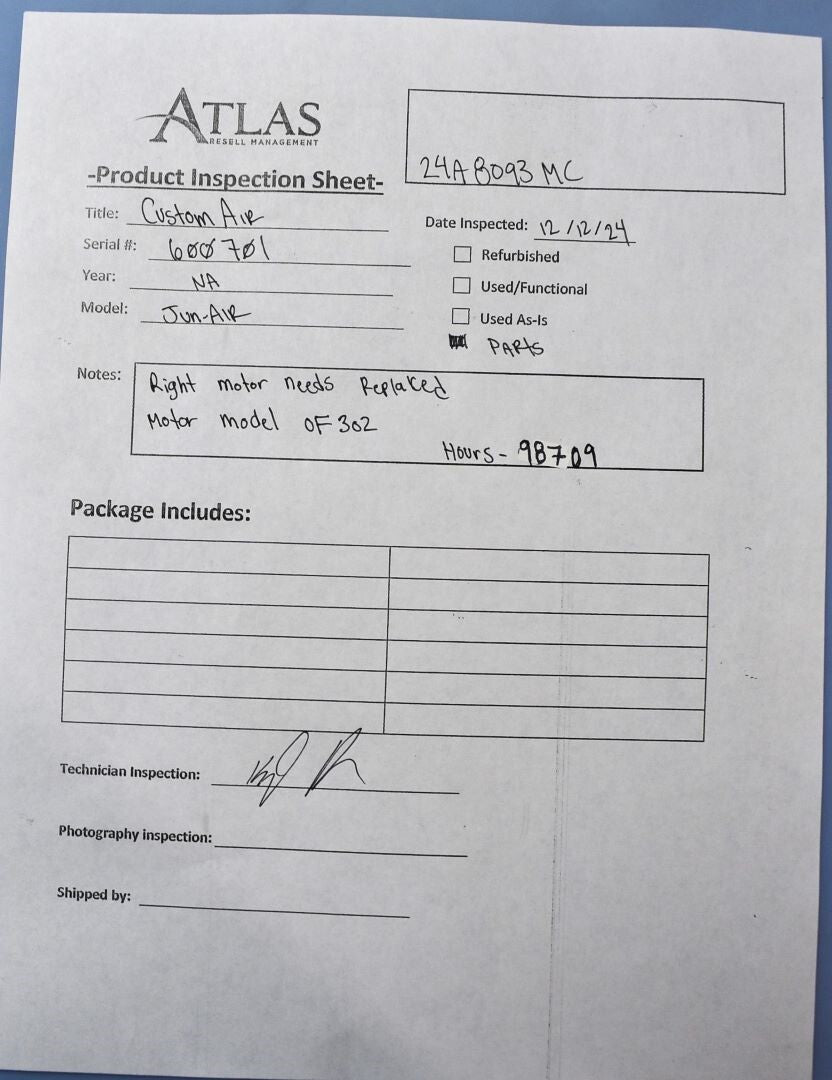 ATLAS
RESELL MANAGEMENT
24A8093 MC
-Product Inspection Sheet-
Title: Custom Air
Serial #: 600701
Year: NA
Model: Jun-Air
Date Inspected: 12/12/24
Refurbished
Used/Functional
Used As-Is
PARts
Notes: Right motor needs Replaced
Motor model OF302
Hours - 98709
Package Includes:
Technician Inspection:
Photography inspection:
Shipped by: